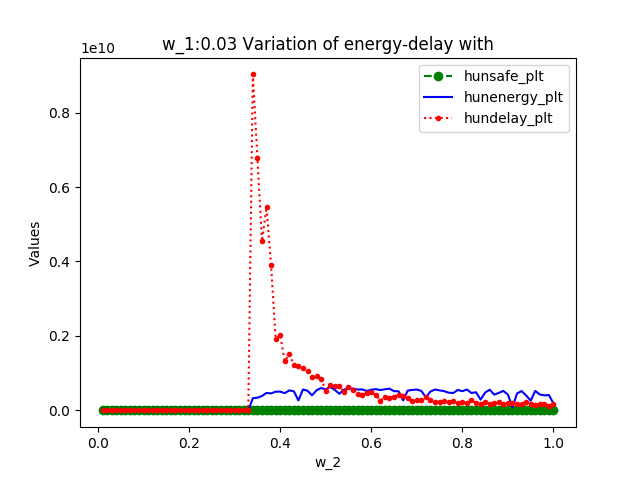 w_1:0.03 Variation of energy-delay with
1e10
hunsafe_plt
hunenergy_plt
hundelay_plt
0.8
0.6
0.4
0.2
0.0
Values
0.0 0.2 0.4 0.6 0.8 1.0
w_2